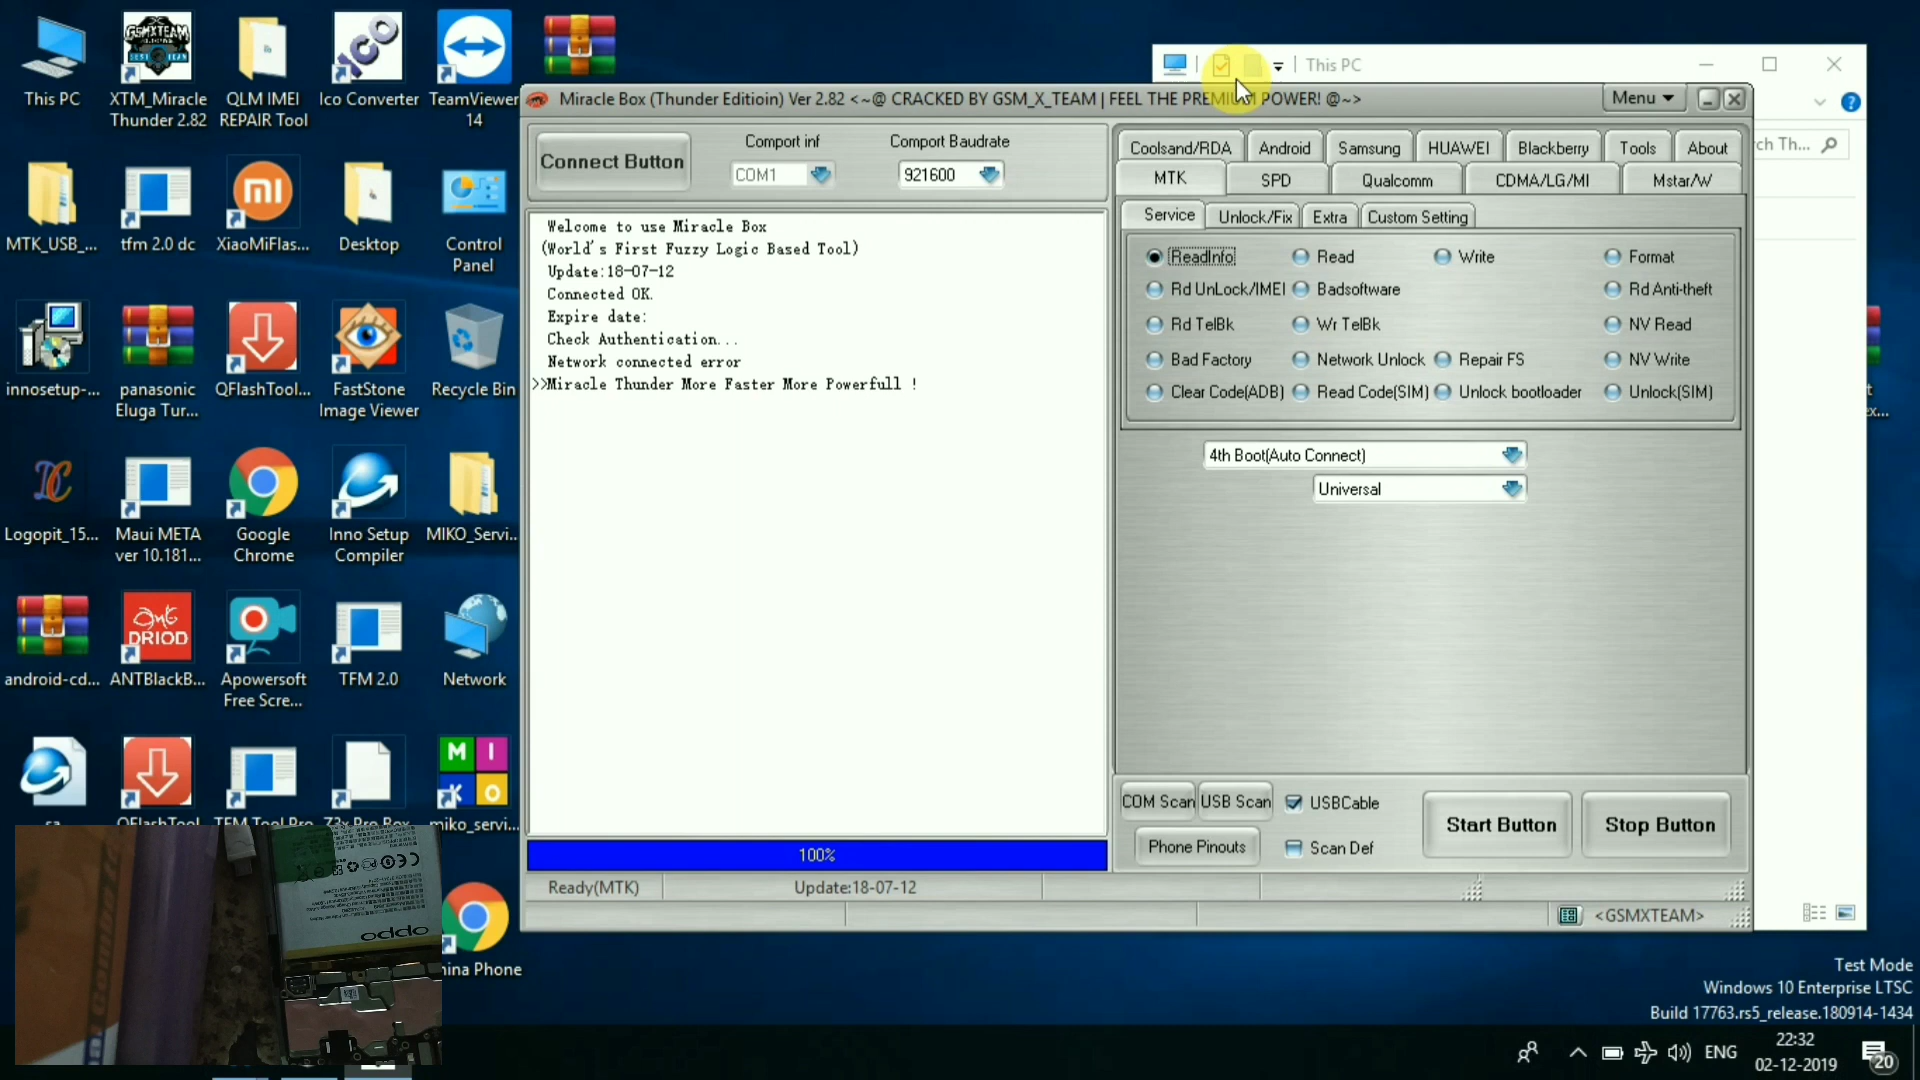 This PC
XTM_Miracle
Thunder 2.82
QLM IMEI
REPAIR Tool
Ico Converter
TeamViewer
14
MTK_USB_...
tfm 2.0 dc
XiaoMiFlas...
Desktop
Control
Panel
innosetup-...
panasonic
Eluga Tur...
QFlashTool...
FastStone
Image Viewer
Recycle Bin
Logopit_15...
Maui META
ver 10.181...
Google
Chrome
Inno Setup
Compiler
MIKO_Servi...
android-cd...
ANTBlackB...
Apowersoft
Free Scre...
TFM 2.0
Network
miko_servi...
This PC
Miracle Box (Thunder Editioin) Ver 2.82 <~@ CRACKED BY GSM_X_TEAM | FEEL THE PREMIUM POWER! @~>
Menu
Connect Button
Comport inf
COM1
Comport Baudrate
921600
Welcome to use Miracle Box
(World's First Fuzzy Logic Based Tool)
Update:18-07-12
Connected OK.
Expire date:
Check Authentication...
Network connected error
>>Miracle Thunder More Faster More Powerfull !
100%
Ready(MTK)
Update:18-07-12
Coolsand/RDA
Android
Samsung
HUAWEI
Blackberry
Tools
About
MTK
SPD
Qualcomm
CDMA/LG/MI
Mstar/W
Service
Unlock/Fix
Extra
Custom Setting
ReadInfo
Read
Write
Format
Rd UnLock/IMEI
Badsoftware
Rd Anti-theft
Rd TelBk
Wr TelBk
NV Read
Bad Factory
Network Unlock
Repair FS
NV Write
Clear Code(ADB)
Read Code(SIM)
Unlock bootloader
Unlock(SIM)
4th Boot(Auto Connect)
Universal
COM Scan
USB Scan
USBCable
Phone Pinouts
Scan Def
Start Button
Stop Button
<GSMXTEAM>
rch Th...
oppo
Test Mode
Windows 10 Enterprise LTSC
Build 17763.rs5_release.180914-1434
ENG
22:32
02-12-2019
20